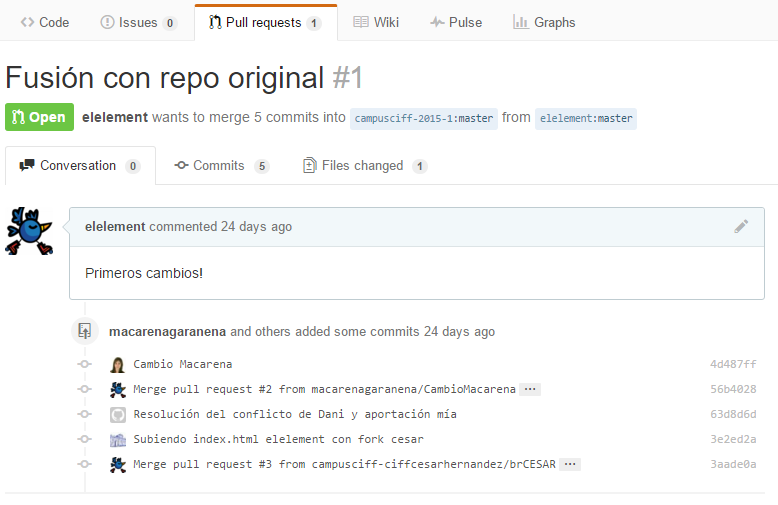 Code Issues 0 Pull requests 1 Wiki Pulse Graphs
Fusión con repo original #1
Open elelement wants to merge 5 commits into campusciff-2015-1:master from elelement:master
Conversation 0 Commits 5 Files changed 1
elelement commented 24 days ago
Primeros cambios!
macarenagaranena and others added some commits 24 days ago
Cambio Macarena 4d487ff
Merge pull request #2 from macarenagaranena/CambioMacarena ... 56b4028
Resolución del conflicto de Dani y aportación mía 63d8d6d
Subiendo index.html elelement con fork cesar 3e2ed2a
Merge pull request #3 from campusciff-ciffcesarhernandez/brCESAR ... 3aade0a